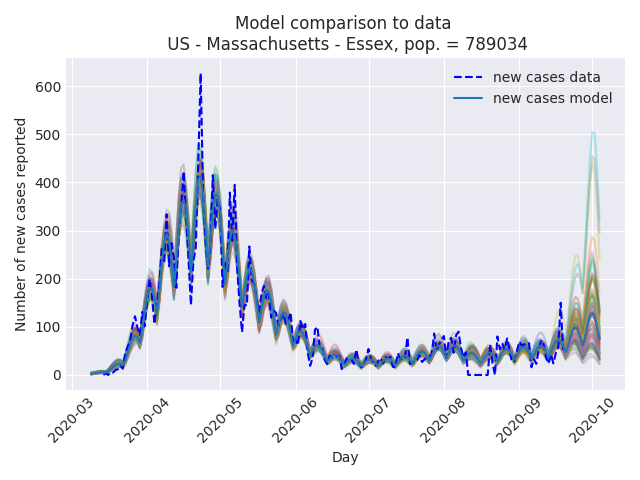 Model comparison to data
US - Massachusetts - Essex, pop. = 789034
new cases data
new cases model
Number of new cases reported
600
500
400
300
200
100
0
2020-03
2020-04
2020-05
2020-06
2020-07
2020-08
2020-09
2020-10
Day